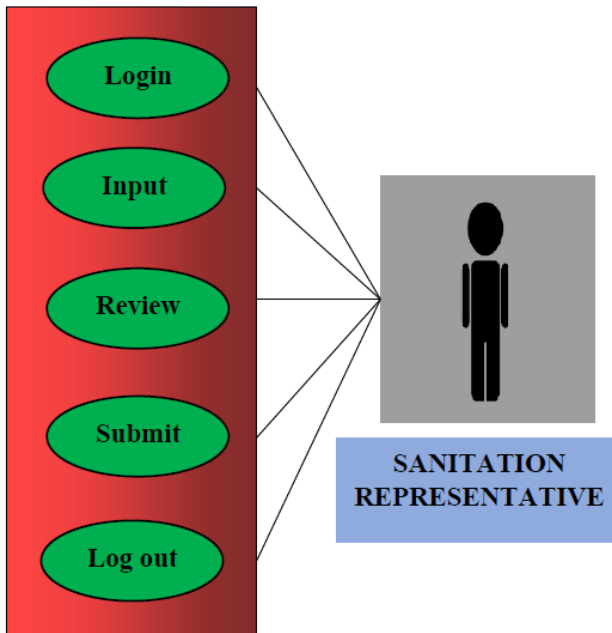 Login
Input
Review
Submit
Log out
SANITATION
REPRESENTATIVE